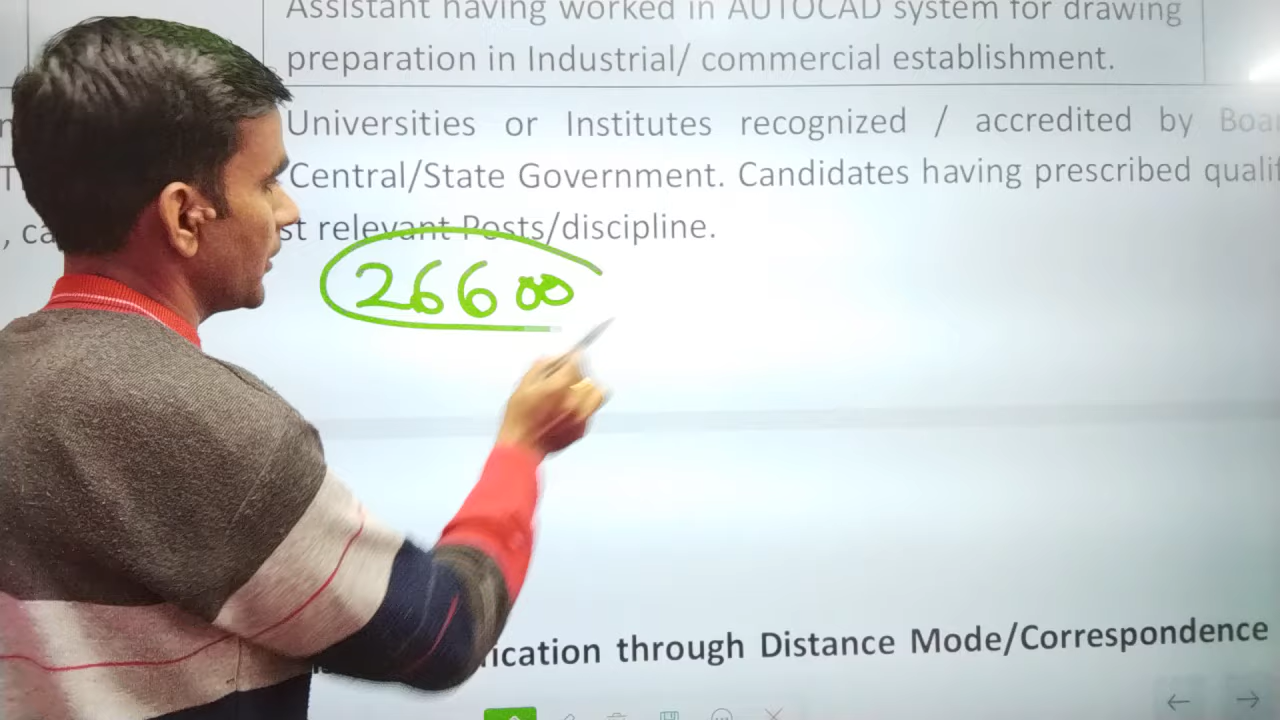 Assistant having worked in AUTOCAD system for drawing
preparation in Industrial/ commercial establishment.
Universities or Institutes recognized / accredited by
Central/State Government. Candidates having prescribed
relevant Posts/discipline.
26600
through Distance Mode/Correspondence